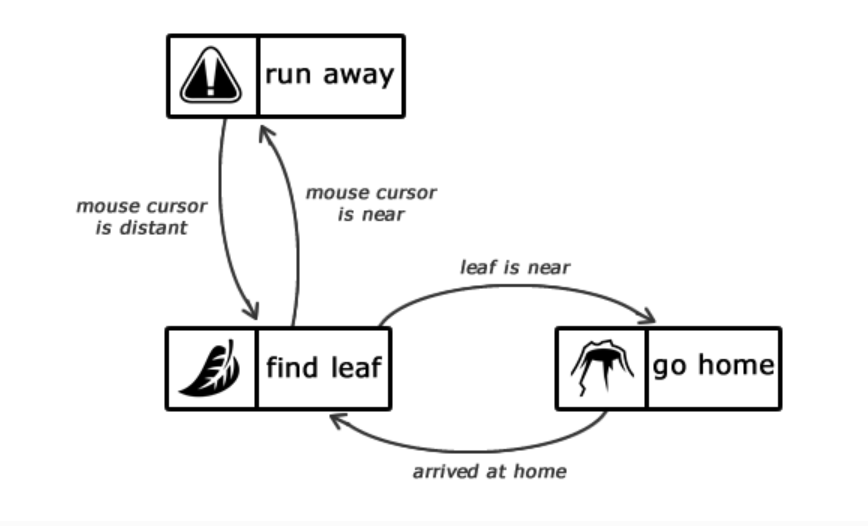 run away
mouse cursor
is distant
mouse cursor
is near
leaf is near
find leaf
go home
arrived at home